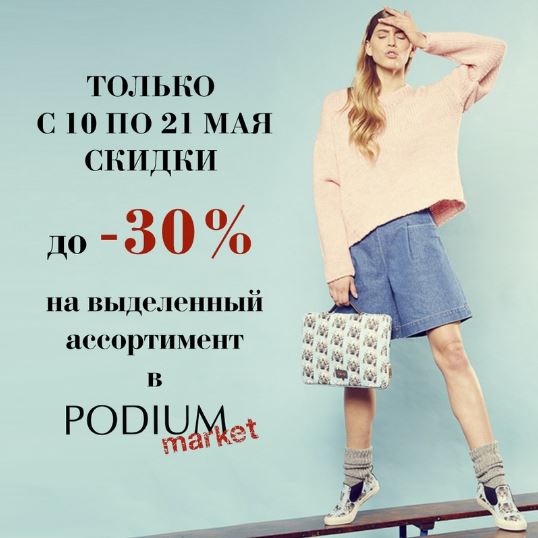 ТОЛЬКО
С 10 ПО 21 МАЯ
СКИДКИ
до -30%
на выделенный
ассортимент
в
PODIUM
market